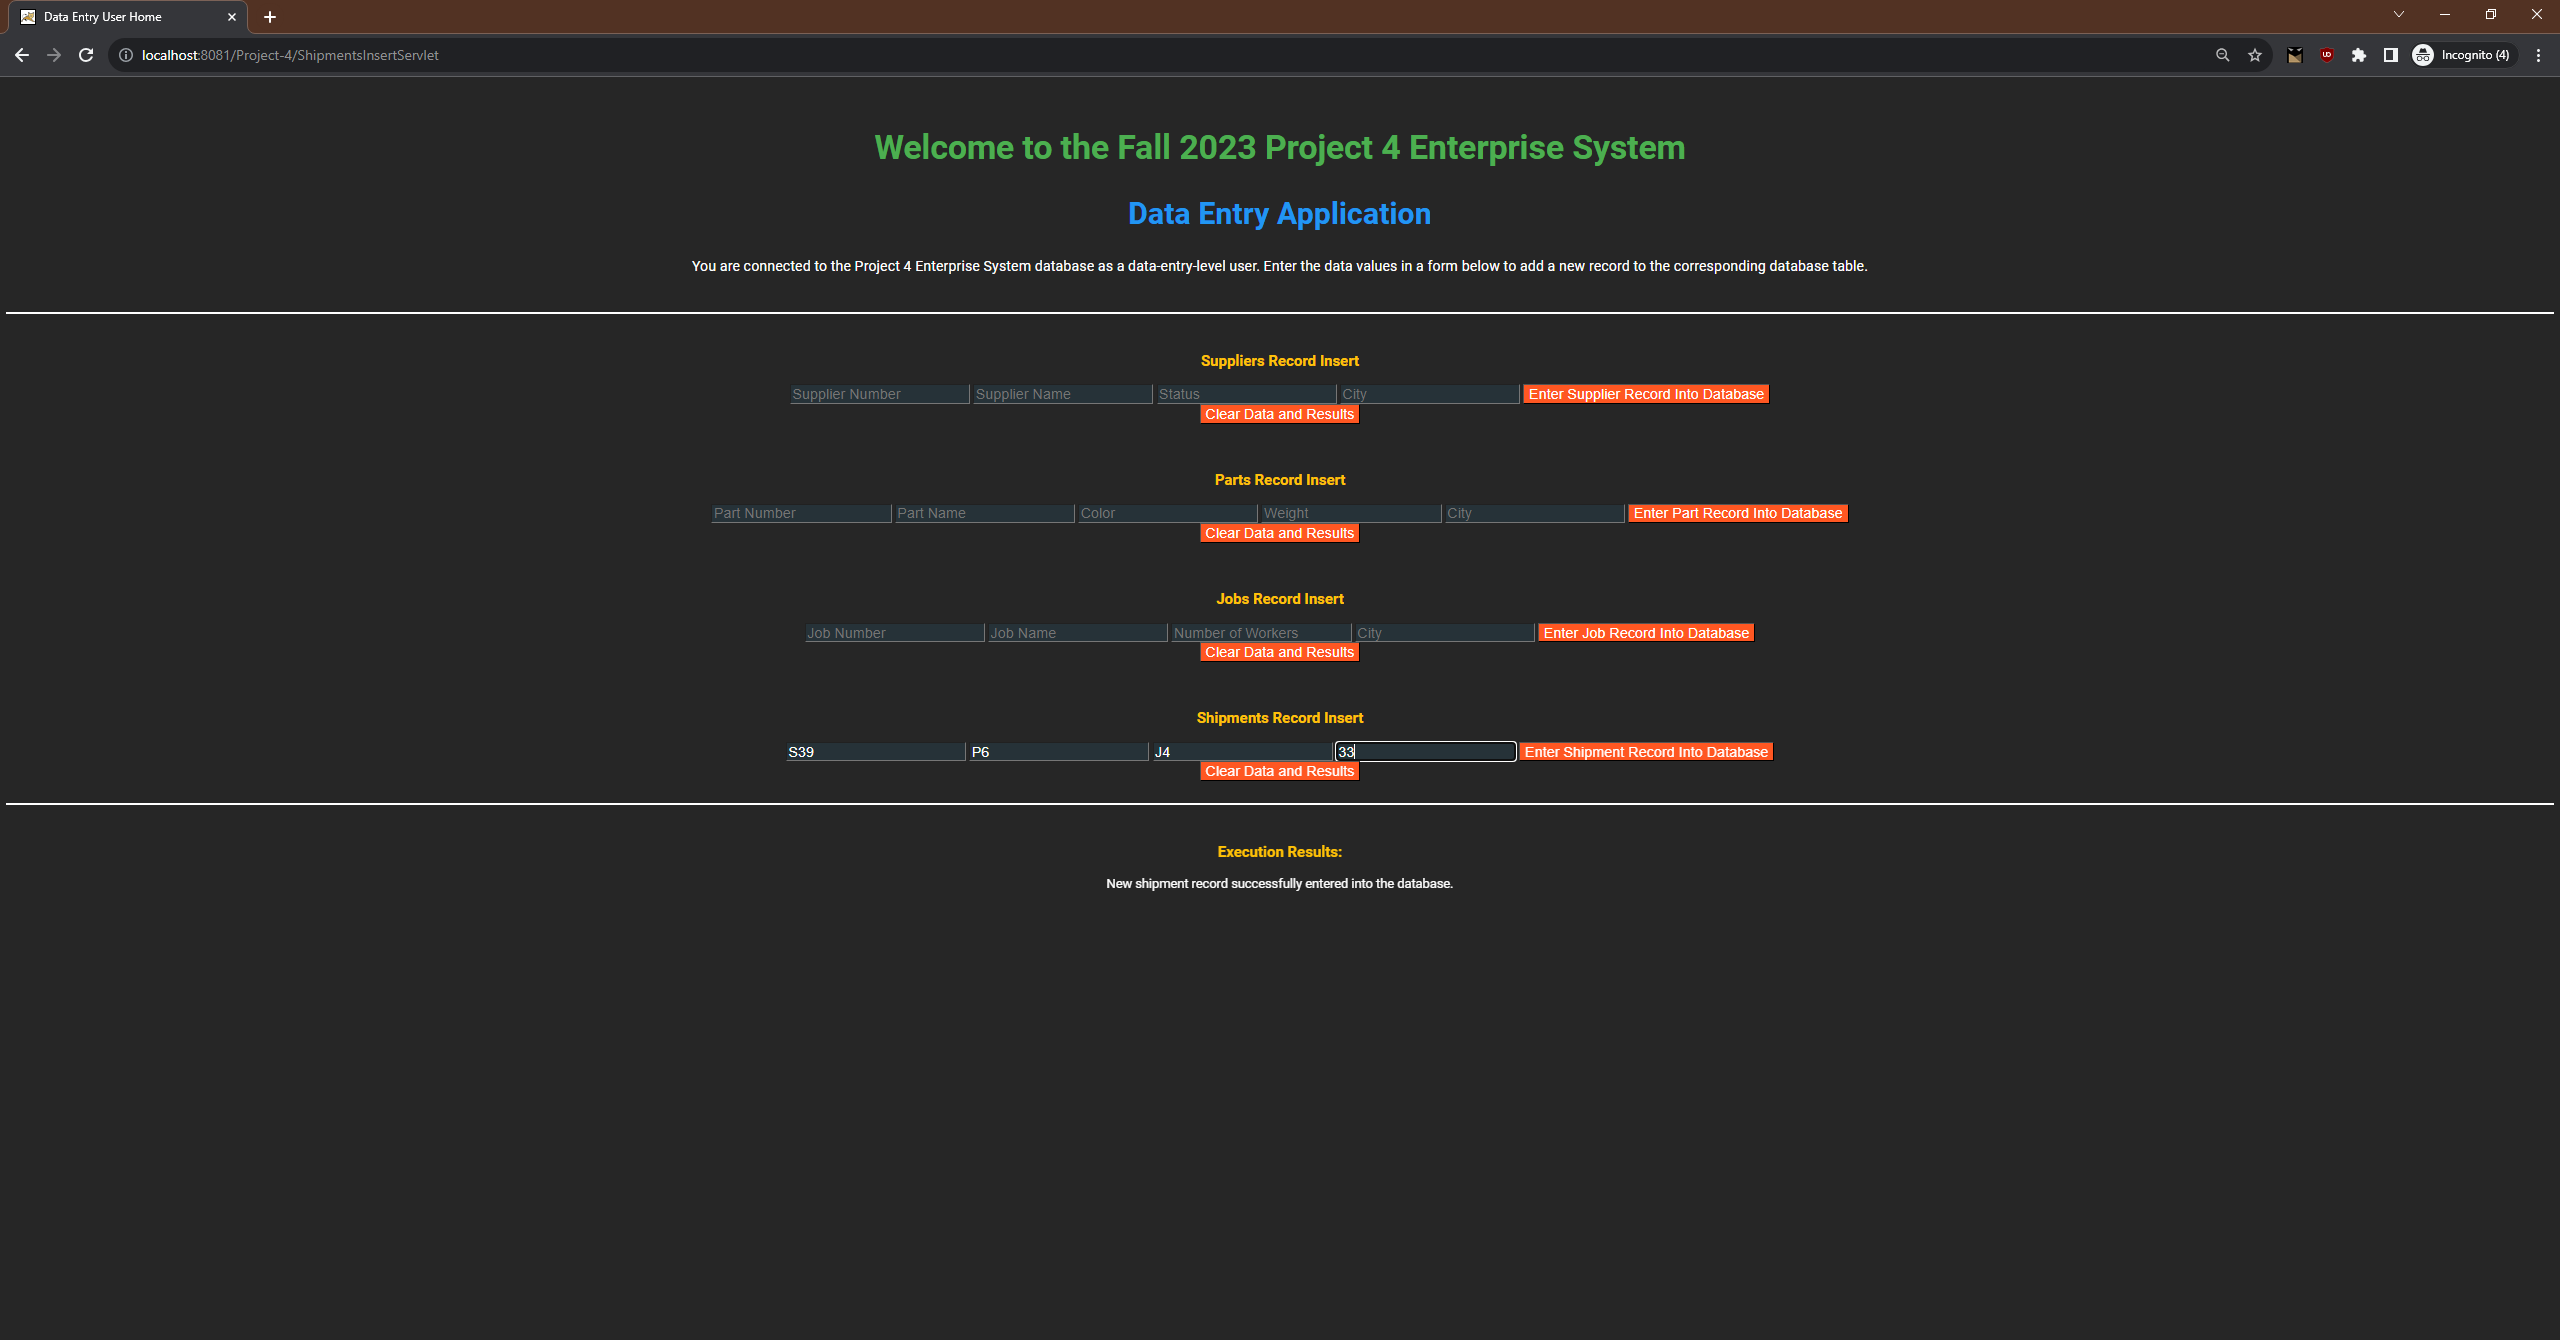 Data Entry User Home
localhost:8081/Project-4/ShipmentsInsertServlet
Incognito (4)
Welcome to the Fall 2023 Project 4 Enterprise System
Data Entry Application
You are connected to the Project 4 Enterprise System database as a data-entry-level user. Enter the data values in a form below to add a new record to the corresponding database table.
Suppliers Record Insert
Supplier Number Supplier Name Status City Enter Supplier Record Into Database
Clear Data and Results
Parts Record Insert
Part Number Part Name Color Weight City Enter Part Record Into Database
Clear Data and Results
Jobs Record Insert
Job Number Job Name Number of Workers City Enter Job Record Into Database
Clear Data and Results
Shipments Record Insert
S39 P6 J4 33 Enter Shipment Record Into Database
Clear Data and Results
Execution Results:
New shipment record successfully entered into the database.